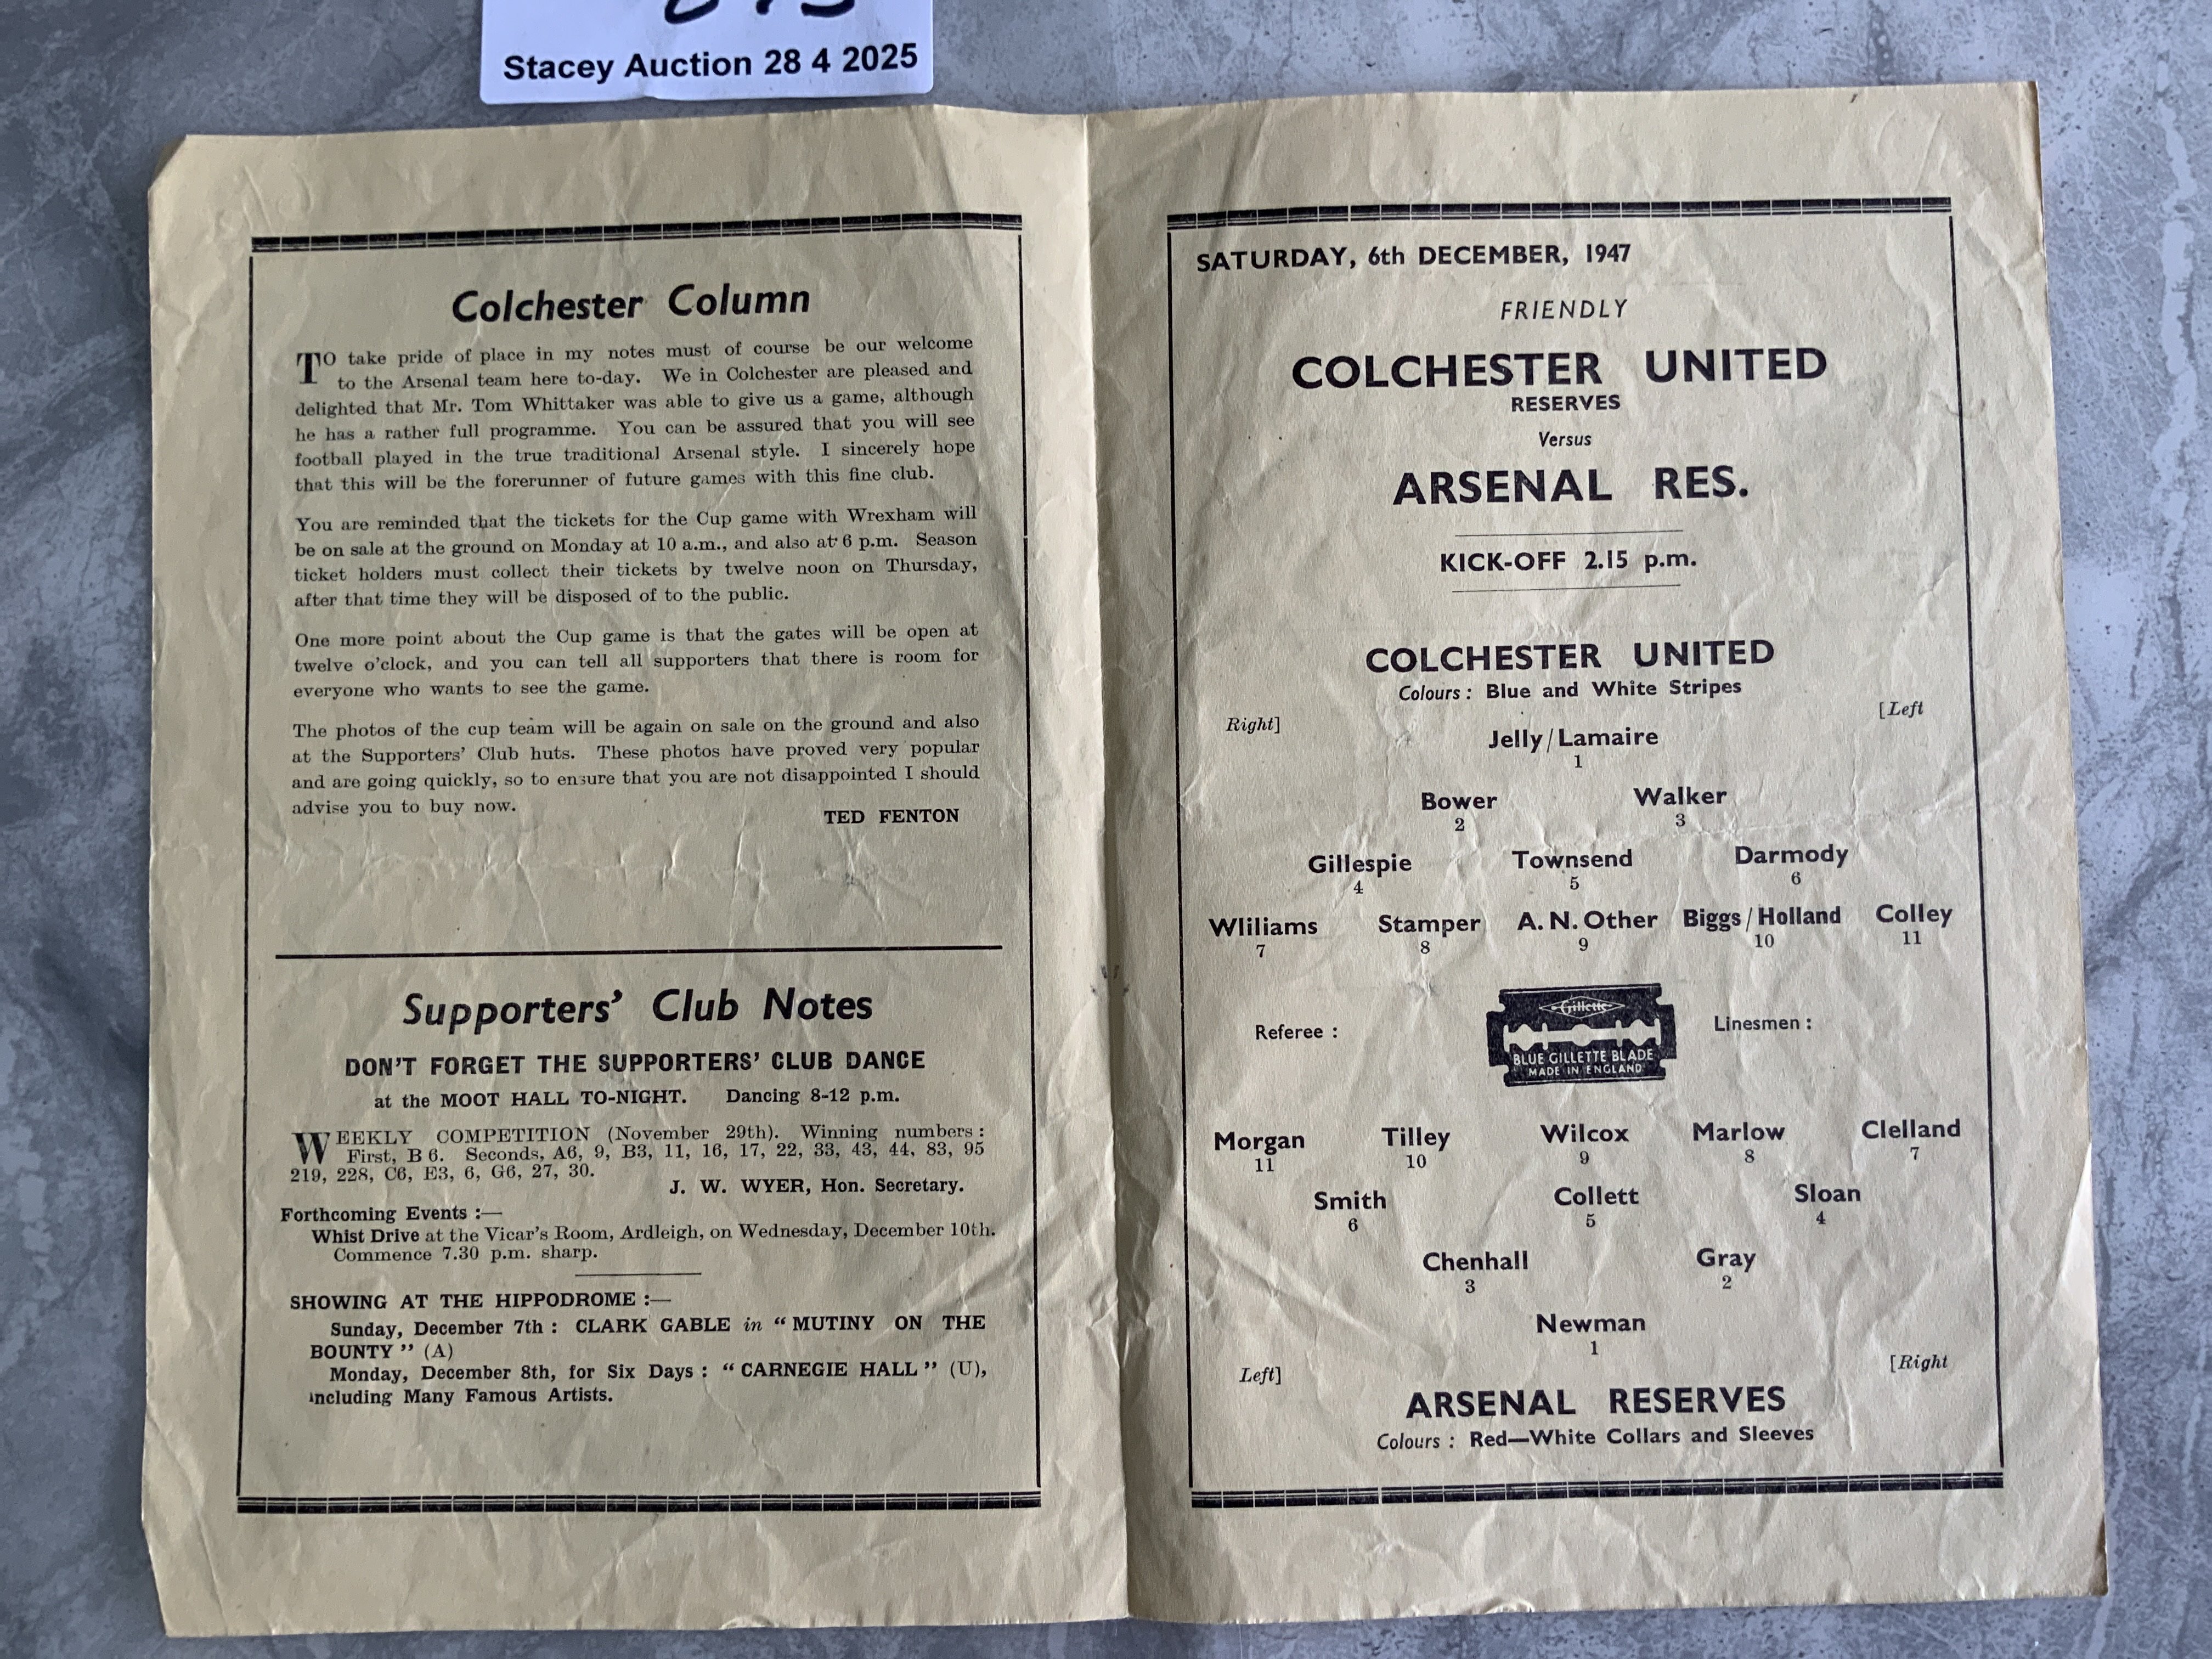 Stacey Auction 28 4 2025
Colchester Column
TO take pride of place in my notes must of course be our welcome
to the Arsenal team here to-day. We in Colchester are pleased and
delighted that Mr. Tom Whittaker was able to give us a game, although
he has a rather full programme. You can be assured that you will see
football played in the true traditional Arsenal style. I sincerely hope
that this will be the forerunner of future games with this fine club.
You are reminded that the tickets for the Cup game with Wrexham will
be on sale at the ground on Monday at 10 a.m., and also at 6 p.m. Season
ticket holders must collect their tickets by twelve noon on Thursday,
after that time they will be disposed of to the public.
One more point about the Cup game is that the gates will be open at
twelve o'clock, and you can tell all supporters that there is room for
everyone who wants to see the game.
The photos of the cup team will be again on sale on the ground and also
at the Supporters' Club huts. These photos have proved very popular
and are going quickly, so to ensure that you are not disappointed I should
advise you to buy now.
TED FENTON
Supporters' Club Notes
DON'T FORGET THE SUPPORTERS' CLUB DANCE
at the MOOT HALL TO-NIGHT. Dancing 8-12 p.m.
WEEKLY COMPETITION (November 29th). Winning numbers :
First, B 6. Seconds, A6, 9, B3, 11, 16, 17, 22, 33, 43, 44, 83, 95
219, 228, C6, E3, 6, G6, 27, 30.
J. W. WYER, Hon. Secretary.
Forthcoming Events :—
Whist Drive at the Vicar's Room, Ardleigh, on Wednesday, December 10th.
Commence 7.30 p.m. sharp.
SHOWING AT THE HIPPODROME :—
Sunday, December 7th : CLARK GABLE in "MUTINY ON THE
BOUNTY" (A)
Monday, December 8th, for Six Days : "CARNEGIE HALL" (U),
including Many Famous Artists.
SATURDAY, 6th DECEMBER, 1947
FRIENDLY
COLCHESTER UNITED
RESERVES
Versus
ARSENAL RES.
KICK-OFF 2.15 p.m.
COLCHESTER UNITED
Colours : Blue and White Stripes
Right] [Left
Jelly/Lamaire
1
Bower Walker
2 3
Gillespie Townsend Darmody
4 5 6
Wliliams Stamper A. N. Other Biggs/Holland Colley
7 8 9 10 11
Referee : Linesmen :
Gillette
BLUE GILLETTE BLADE
MADE IN ENGLAND
Morgan Tilley Wilcox Marlow Clelland
11 10 9 8 7
Smith Collett Sloan
6 5 4
Chenhall Gray
3 2
Newman
1
Left] [Right
ARSENAL RESERVES
Colours : Red—White Collars and Sleeves